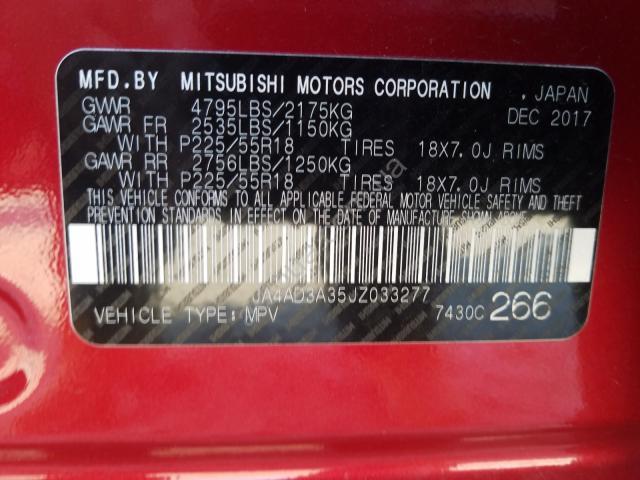 MFD.BY MITSUBISHI MOTORS CORPORATION . JAPAN
GWWR 4795LBS/2175KG DEC 2017
GAWR FR 2535LBS/1150KG
WITH P225/55R18 TIRES 18X7.0J RIMS
GAWR RR 2756LBS/1250KG
WITH P225/55R18 TIRES 18X7.0J RIMS
THIS VEHICLE CONFORMS TO ALL APPLICABLE FEDERAL MOTOR VEHICLE SAFETY AND THEFT
PREVENTION STANDARDS IN EFFECT ON THE DATE OF MANUFACTURE SHOWN ABOVE.
JA4AD3A35JZ033277
VEHICLE TYPE: MPV 7430C 266